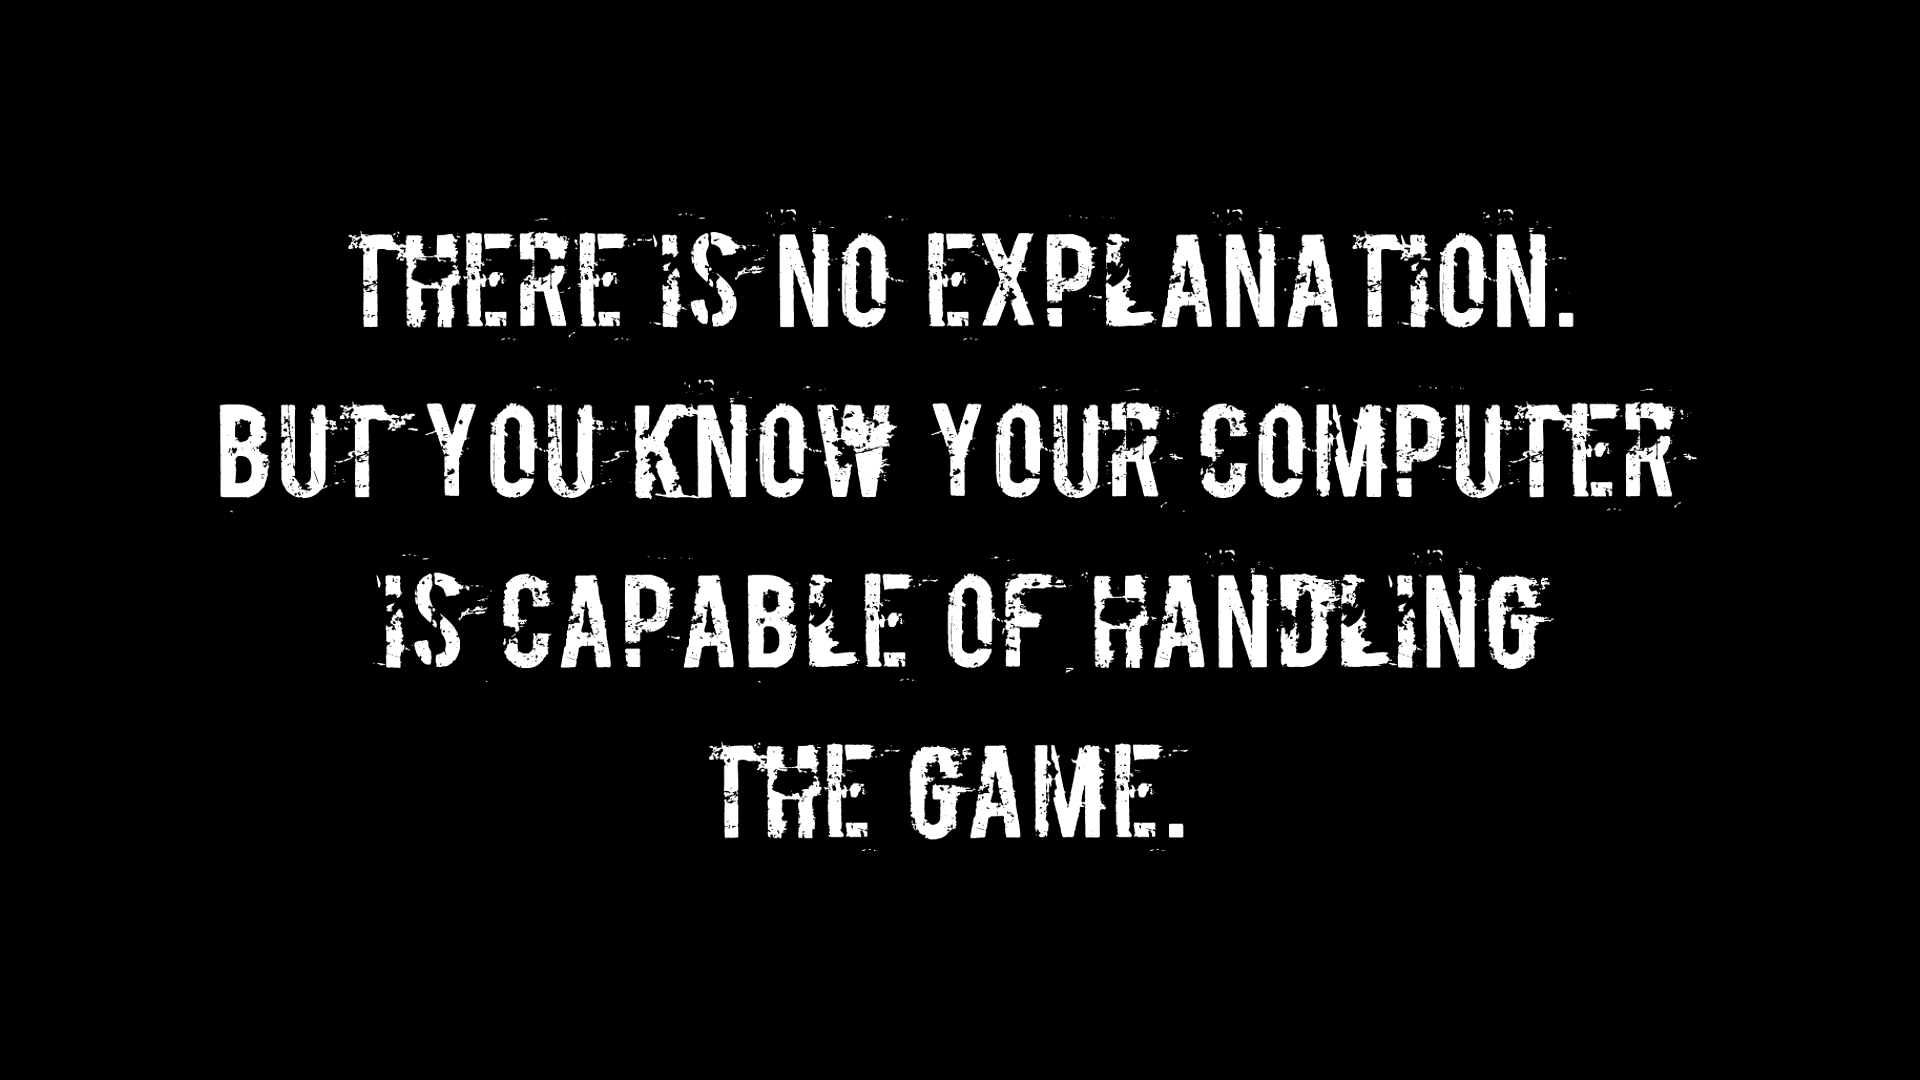 THERE IS NO EXPLANATION.
BUT YOU KNOW YOUR COMPUTER
IS CAPABLE OF HANDLING
THE GAME.